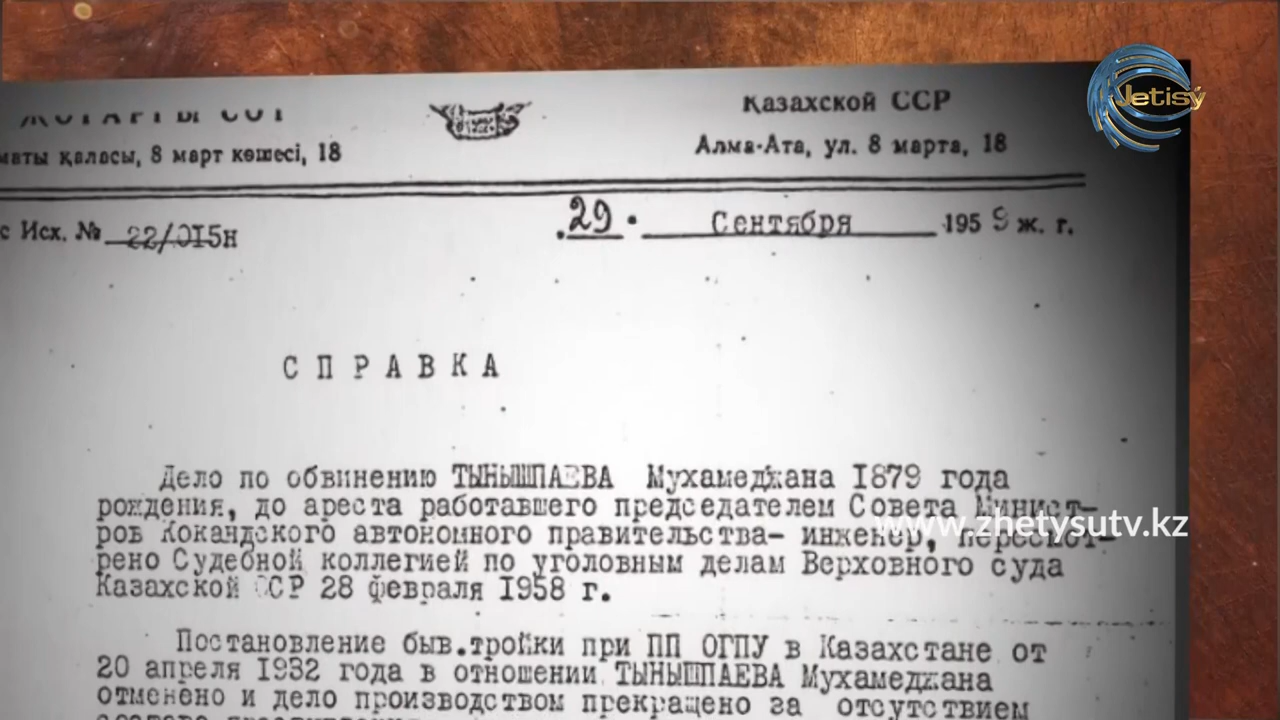 Jetisý
ЖОҒАРҒЫ СОТ
Қазахской ССР
маты қаласы, 8 март көшесі, 18
Алма-Ата, ул. 8 марта, 18
с Исх. № 22/015н
.29. Сентября 1959 ж. г.
СПРАВКА
Дело по обвинению ТЫНЫШПАЕВА Мухамеджана 1879 года
рождения, до ареста работавшего председателем Совета Минист-
www.zhetysutv.kz
ров Кокандского автономного правительства- инженер, пересмот-
рено Судебной коллегией по уголовным делам Верховного суда
Казахской ССР 28 февраля 1958 г.
Постановление быв.тройки при ПП ОГПУ в Казахстане от
20 апреля 1932 года в отношении ТЫНЫШПАЕВА Мухамеджана
отменено и дело производством прекращено за отсутствием